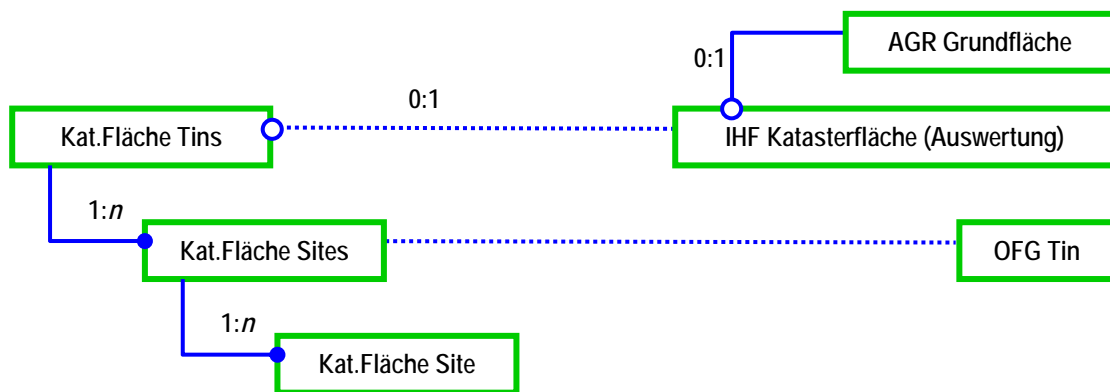 AGR Grundfläche
0:1
0:1
Kat.Fläche Tins
IHF Katasterfläche (Auswertung)
1:n
Kat.Fläche Sites
OFG Tin
1:n
Kat.Fläche Site